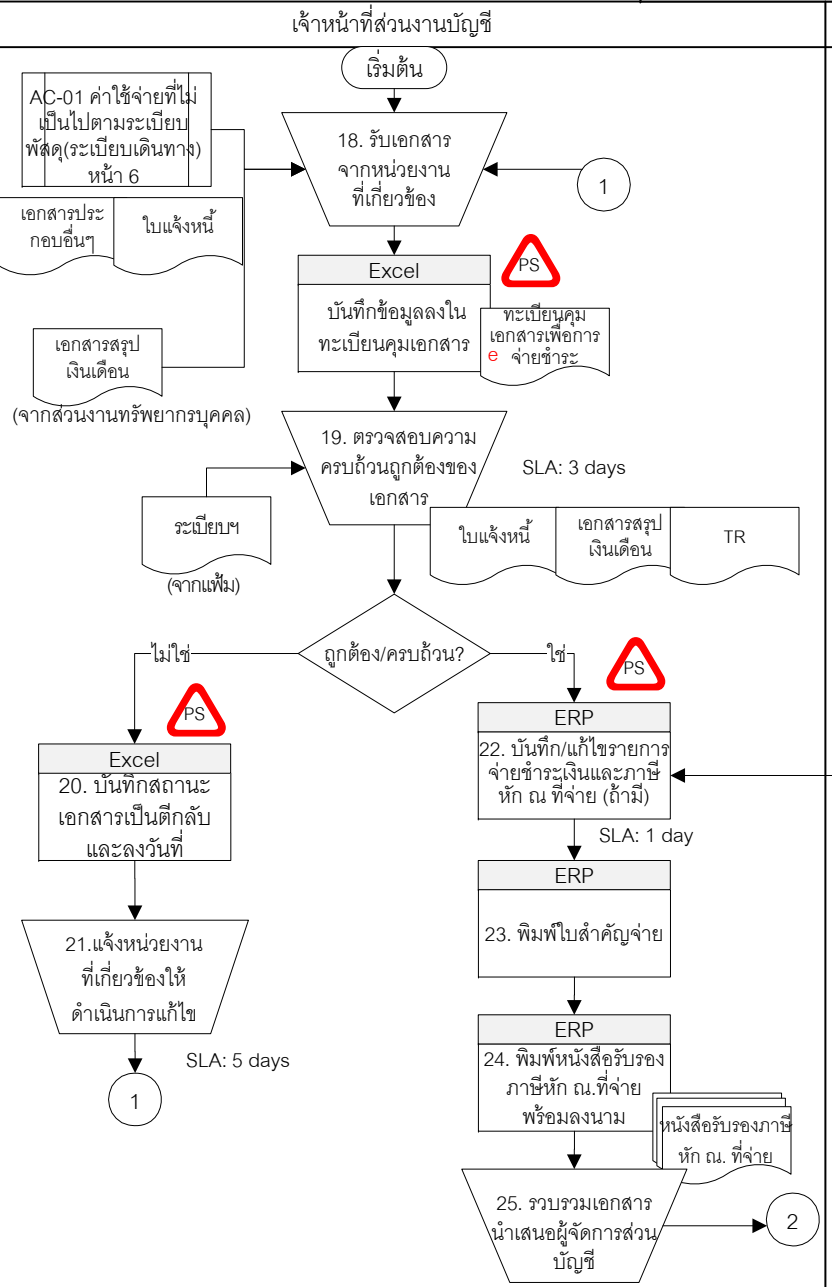 เจ้าหน้าที่ส่วนงานบัญชี
เริ่มต้น
AC-01 ค่าใช้จ่ายที่ไม่
เป็นไปตามระเบียบ
พัสดุ(ระเบียบเดินทาง)
หน้า 6
18. รับเอกสาร
จากหน่วยงาน
ที่เกี่ยวข้อง
1
เอกสารประ
กอบอื่นๆ
ใบแจ้งหนี้
Excel
PS
บันทึกข้อมูลลงใน
ทะเบียนคุมเอกสาร
ทะเบียนคุม
เอกสารเพื่อการ
e จ่ายชำระ
เอกสารสรุป
เงินเดือน
(จากส่วนงานทรัพยากรบุคคล)
19. ตรวจสอบความ
ครบถ้วนถูกต้องของ
เอกสาร
SLA: 3 days
ระเบียบฯ
(จากแฟ้ม)
ใบแจ้งหนี้
เอกสารสรุป
เงินเดือน
TR
ถูกต้อง/ครบถ้วน?
ไม่ใช่
ใช่
PS
PS
Excel
20. บันทึกสถานะ
เอกสารเป็นตีกลับ
และลงวันที่
ERP
22. บันทึก/แก้ไขรายการ
จ่ายชำระเงินและภาษี
หัก ณ ที่จ่าย (ถ้ามี)
SLA: 1 day
ERP
23. พิมพ์ใบสำคัญจ่าย
21.แจ้งหน่วยงาน
ที่เกี่ยวข้องให้
ดำเนินการแก้ไข
SLA: 5 days
1
ERP
24. พิมพ์หนังสือรับรอง
ภาษีหัก ณ.ที่จ่าย
พร้อมลงนาม
หนังสือรับรองภาษี
หัก ณ. ที่จ่าย
25. รวบรวมเอกสาร
นำเสนอผู้จัดการส่วน
บัญชี
2